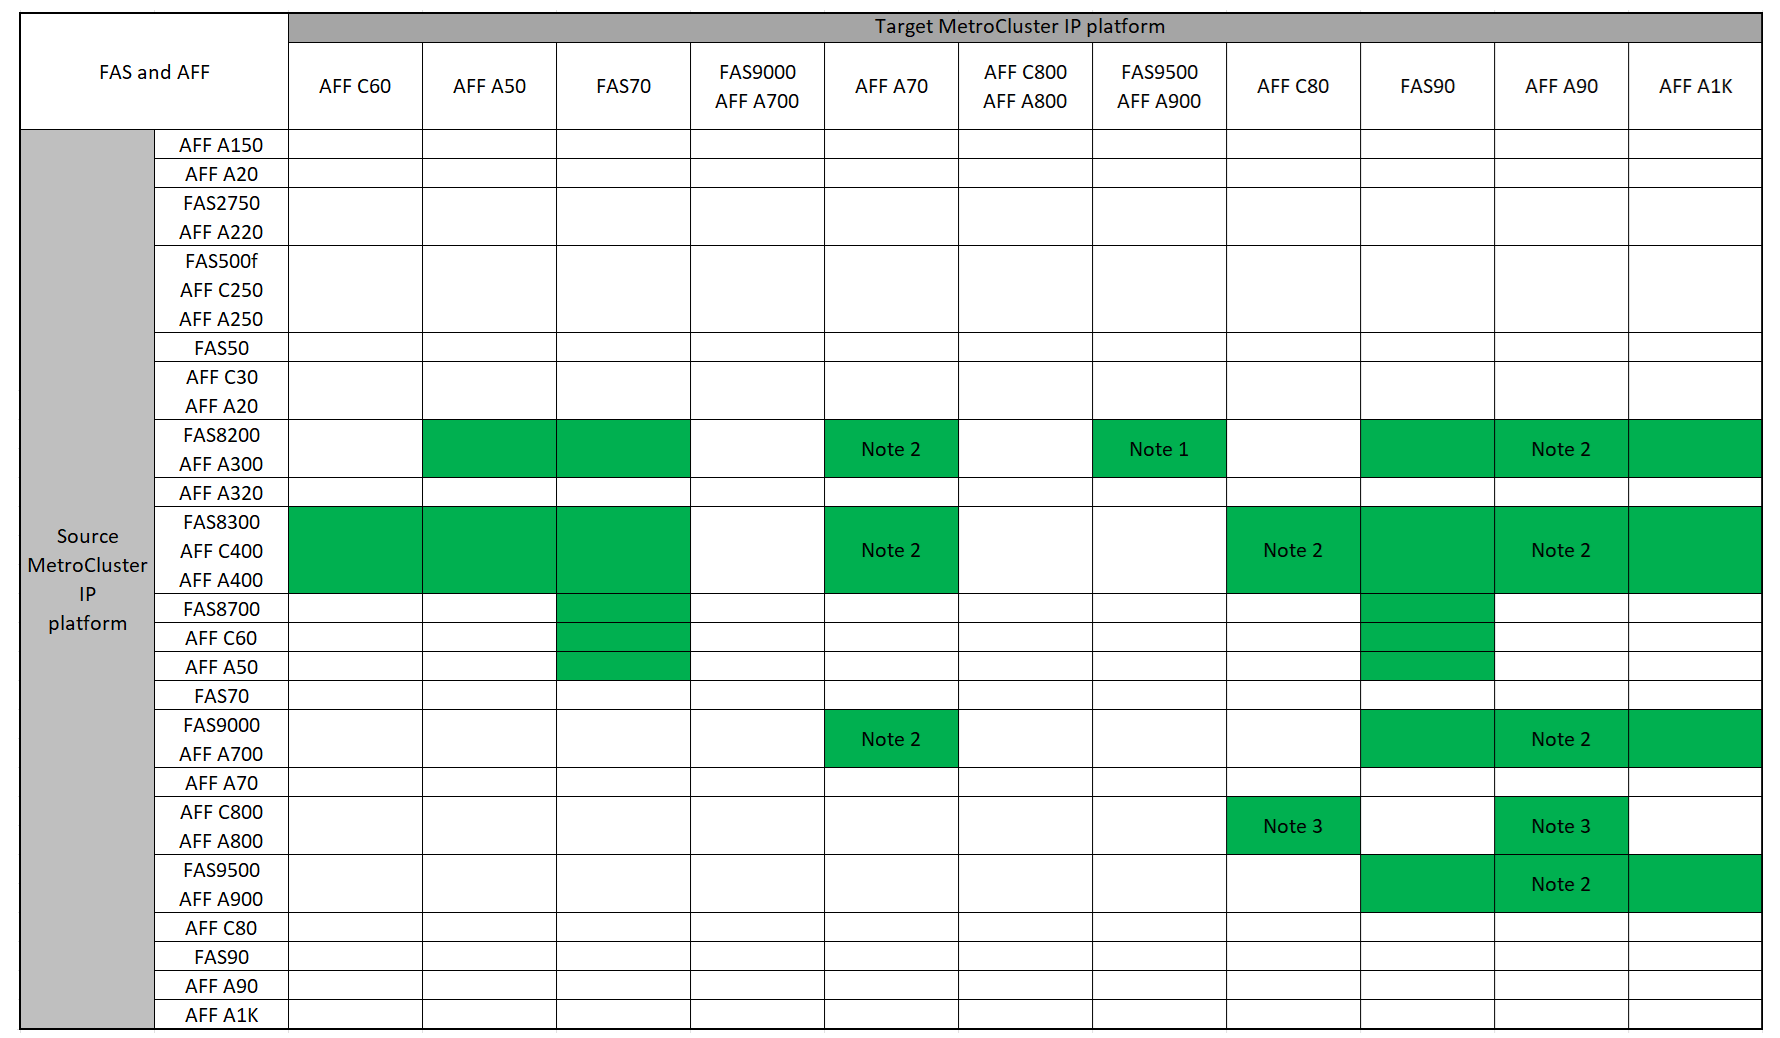 Target MetroCluster IP platform
FAS and AFF
AFF C60
AFF A50
FAS70
FAS9000
AFF A700
AFF A70
AFF C800
AFF A800
FAS9500
AFF A900
AFF C80
FAS90
AFF A90
AFF A1K
Source
MetroCluster
IP
platform
AFF A150
AFF A20
FAS2750
AFF A220
FAS500f
AFF C250
AFF A250
FAS50
AFF C30
AFF A20
FAS8200
AFF A300
Note 2
Note 1
Note 2
AFF A320
FAS8300
AFF C400
AFF A400
Note 2
Note 2
Note 2
FAS8700
AFF C60
AFF A50
FAS70
FAS9000
AFF A700
Note 2
Note 2
AFF A70
AFF C800
AFF A800
Note 3
Note 3
FAS9500
AFF A900
Note 2
AFF C80
FAS90
AFF A90
AFF A1K